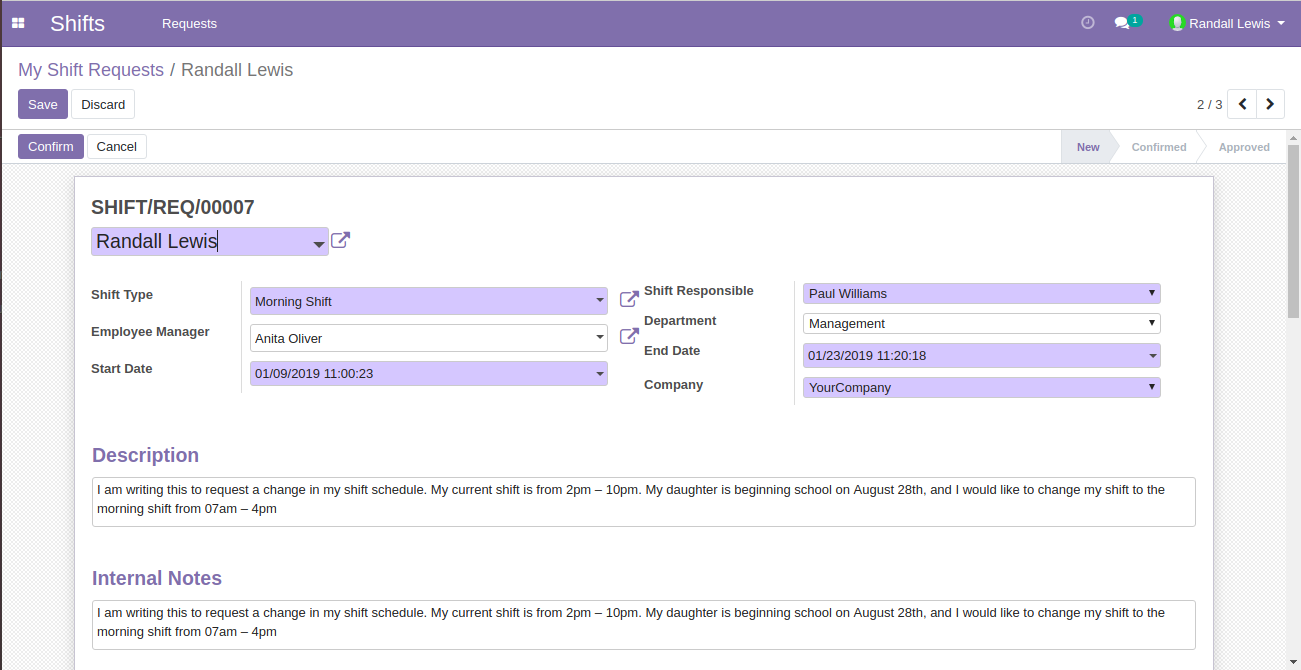 Shifts Requests 1 Randall Lewis
My Shift Requests / Randall Lewis
Save Discard 2 / 3
Confirm Cancel New Confirmed Approved
SHIFT/REQ/00007
Randall Lewis
Shift Type Morning Shift
Employee Manager Anita Oliver
Start Date 01/09/2019 11:00:23
Shift Responsible Paul Williams
Department Management
End Date 01/23/2019 11:20:18
Company YourCompany
Description
I am writing this to request a change in my shift schedule. My current shift is from 2pm – 10pm. My daughter is beginning school on August 28th, and I would like to change my shift to the
morning shift from 07am – 4pm
Internal Notes
I am writing this to request a change in my shift schedule. My current shift is from 2pm – 10pm. My daughter is beginning school on August 28th, and I would like to change my shift to the
morning shift from 07am – 4pm